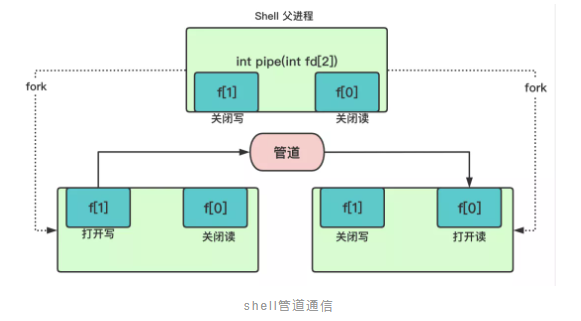 Shell 父进程
int pipe(int fd[2])
fork
fork
f[1]
f[0]
关闭写
关闭读
管道
f[1]
f[0]
f[1]
f[0]
打开写
关闭读
关闭写
打开读
shell管道通信